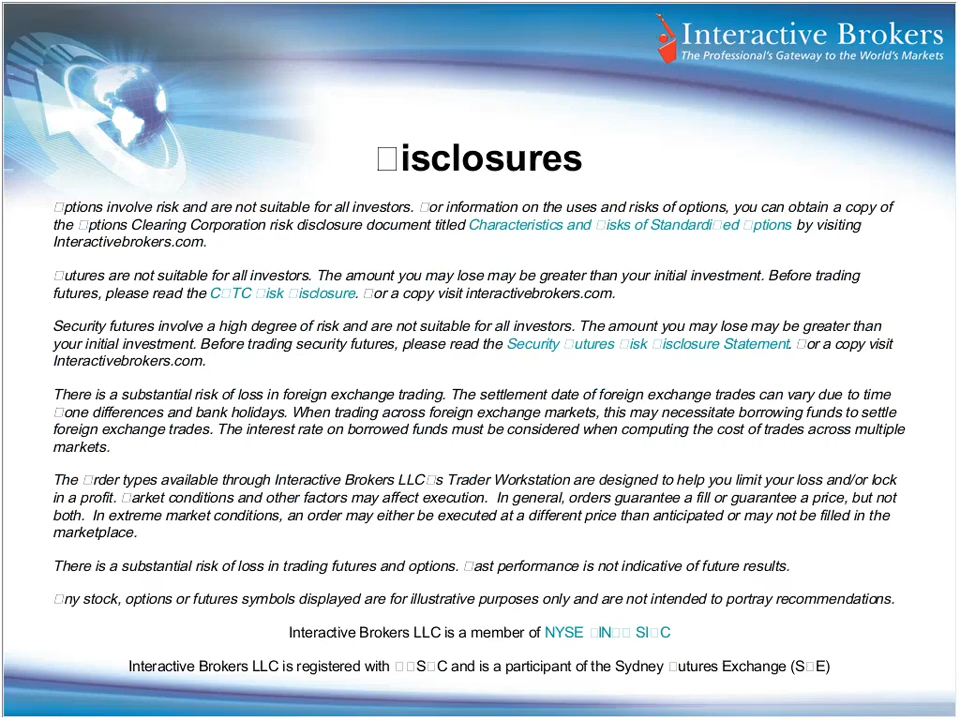 Interactive Brokers
The Professional's Gateway to the World's Markets
□isclosures
□ptions involve risk and are not suitable for all investors. □or information on the uses and risks of options, you can obtain a copy of
the □ptions Clearing Corporation risk disclosure document titled Characteristics and □isks of Standardi□ed □ptions by visiting
Interactivebrokers.com.
□utures are not suitable for all investors. The amount you may lose may be greater than your initial investment. Before trading
futures, please read the C□TC □isk □isclosure. □or a copy visit interactivebrokers.com.
Security futures involve a high degree of risk and are not suitable for all investors. The amount you may lose may be greater than
your initial investment. Before trading security futures, please read the Security □utures □isk □isclosure Statement. □or a copy visit
Interactivebrokers.com.
There is a substantial risk of loss in foreign exchange trading. The settlement date of foreign exchange trades can vary due to time
□one differences and bank holidays. When trading across foreign exchange markets, this may necessitate borrowing funds to settle
foreign exchange trades. The interest rate on borrowed funds must be considered when computing the cost of trades across multiple
markets.
The □rder types available through Interactive Brokers LLC□s Trader Workstation are designed to help you limit your loss and/or lock
in a profit. □arket conditions and other factors may affect execution. In general, orders guarantee a fill or guarantee a price, but not
both. In extreme market conditions, an order may either be executed at a different price than anticipated or may not be filled in the
marketplace.
There is a substantial risk of loss in trading futures and options. □ast performance is not indicative of future results.
□ny stock, options or futures symbols displayed are for illustrative purposes only and are not intended to portray recommendations.
Interactive Brokers LLC is a member of NYSE □IN□□ SI□C
Interactive Brokers LLC is registered with □□S□C and is a participant of the Sydney □utures Exchange (S□E)